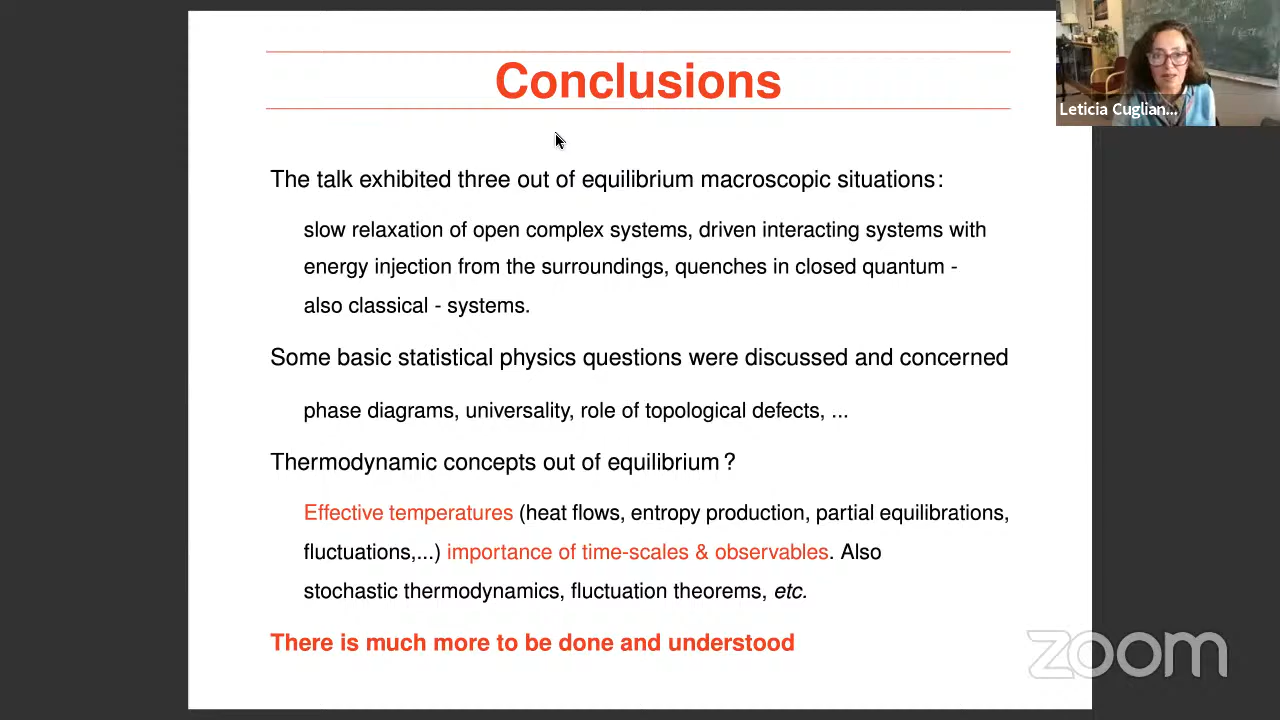 Conclusions
Leticia Cuglian...
The talk exhibited three out of equilibrium macroscopic situations:
slow relaxation of open complex systems, driven interacting systems with
energy injection from the surroundings, quenches in closed quantum -
also classical - systems.
Some basic statistical physics questions were discussed and concerned
phase diagrams, universality, role of topological defects, ...
Thermodynamic concepts out of equilibrium?
Effective temperatures (heat flows, entropy production, partial equilibrations,
fluctuations,...) importance of time-scales & observables. Also
stochastic thermodynamics, fluctuation theorems, etc.
There is much more to be done and understood
zoom